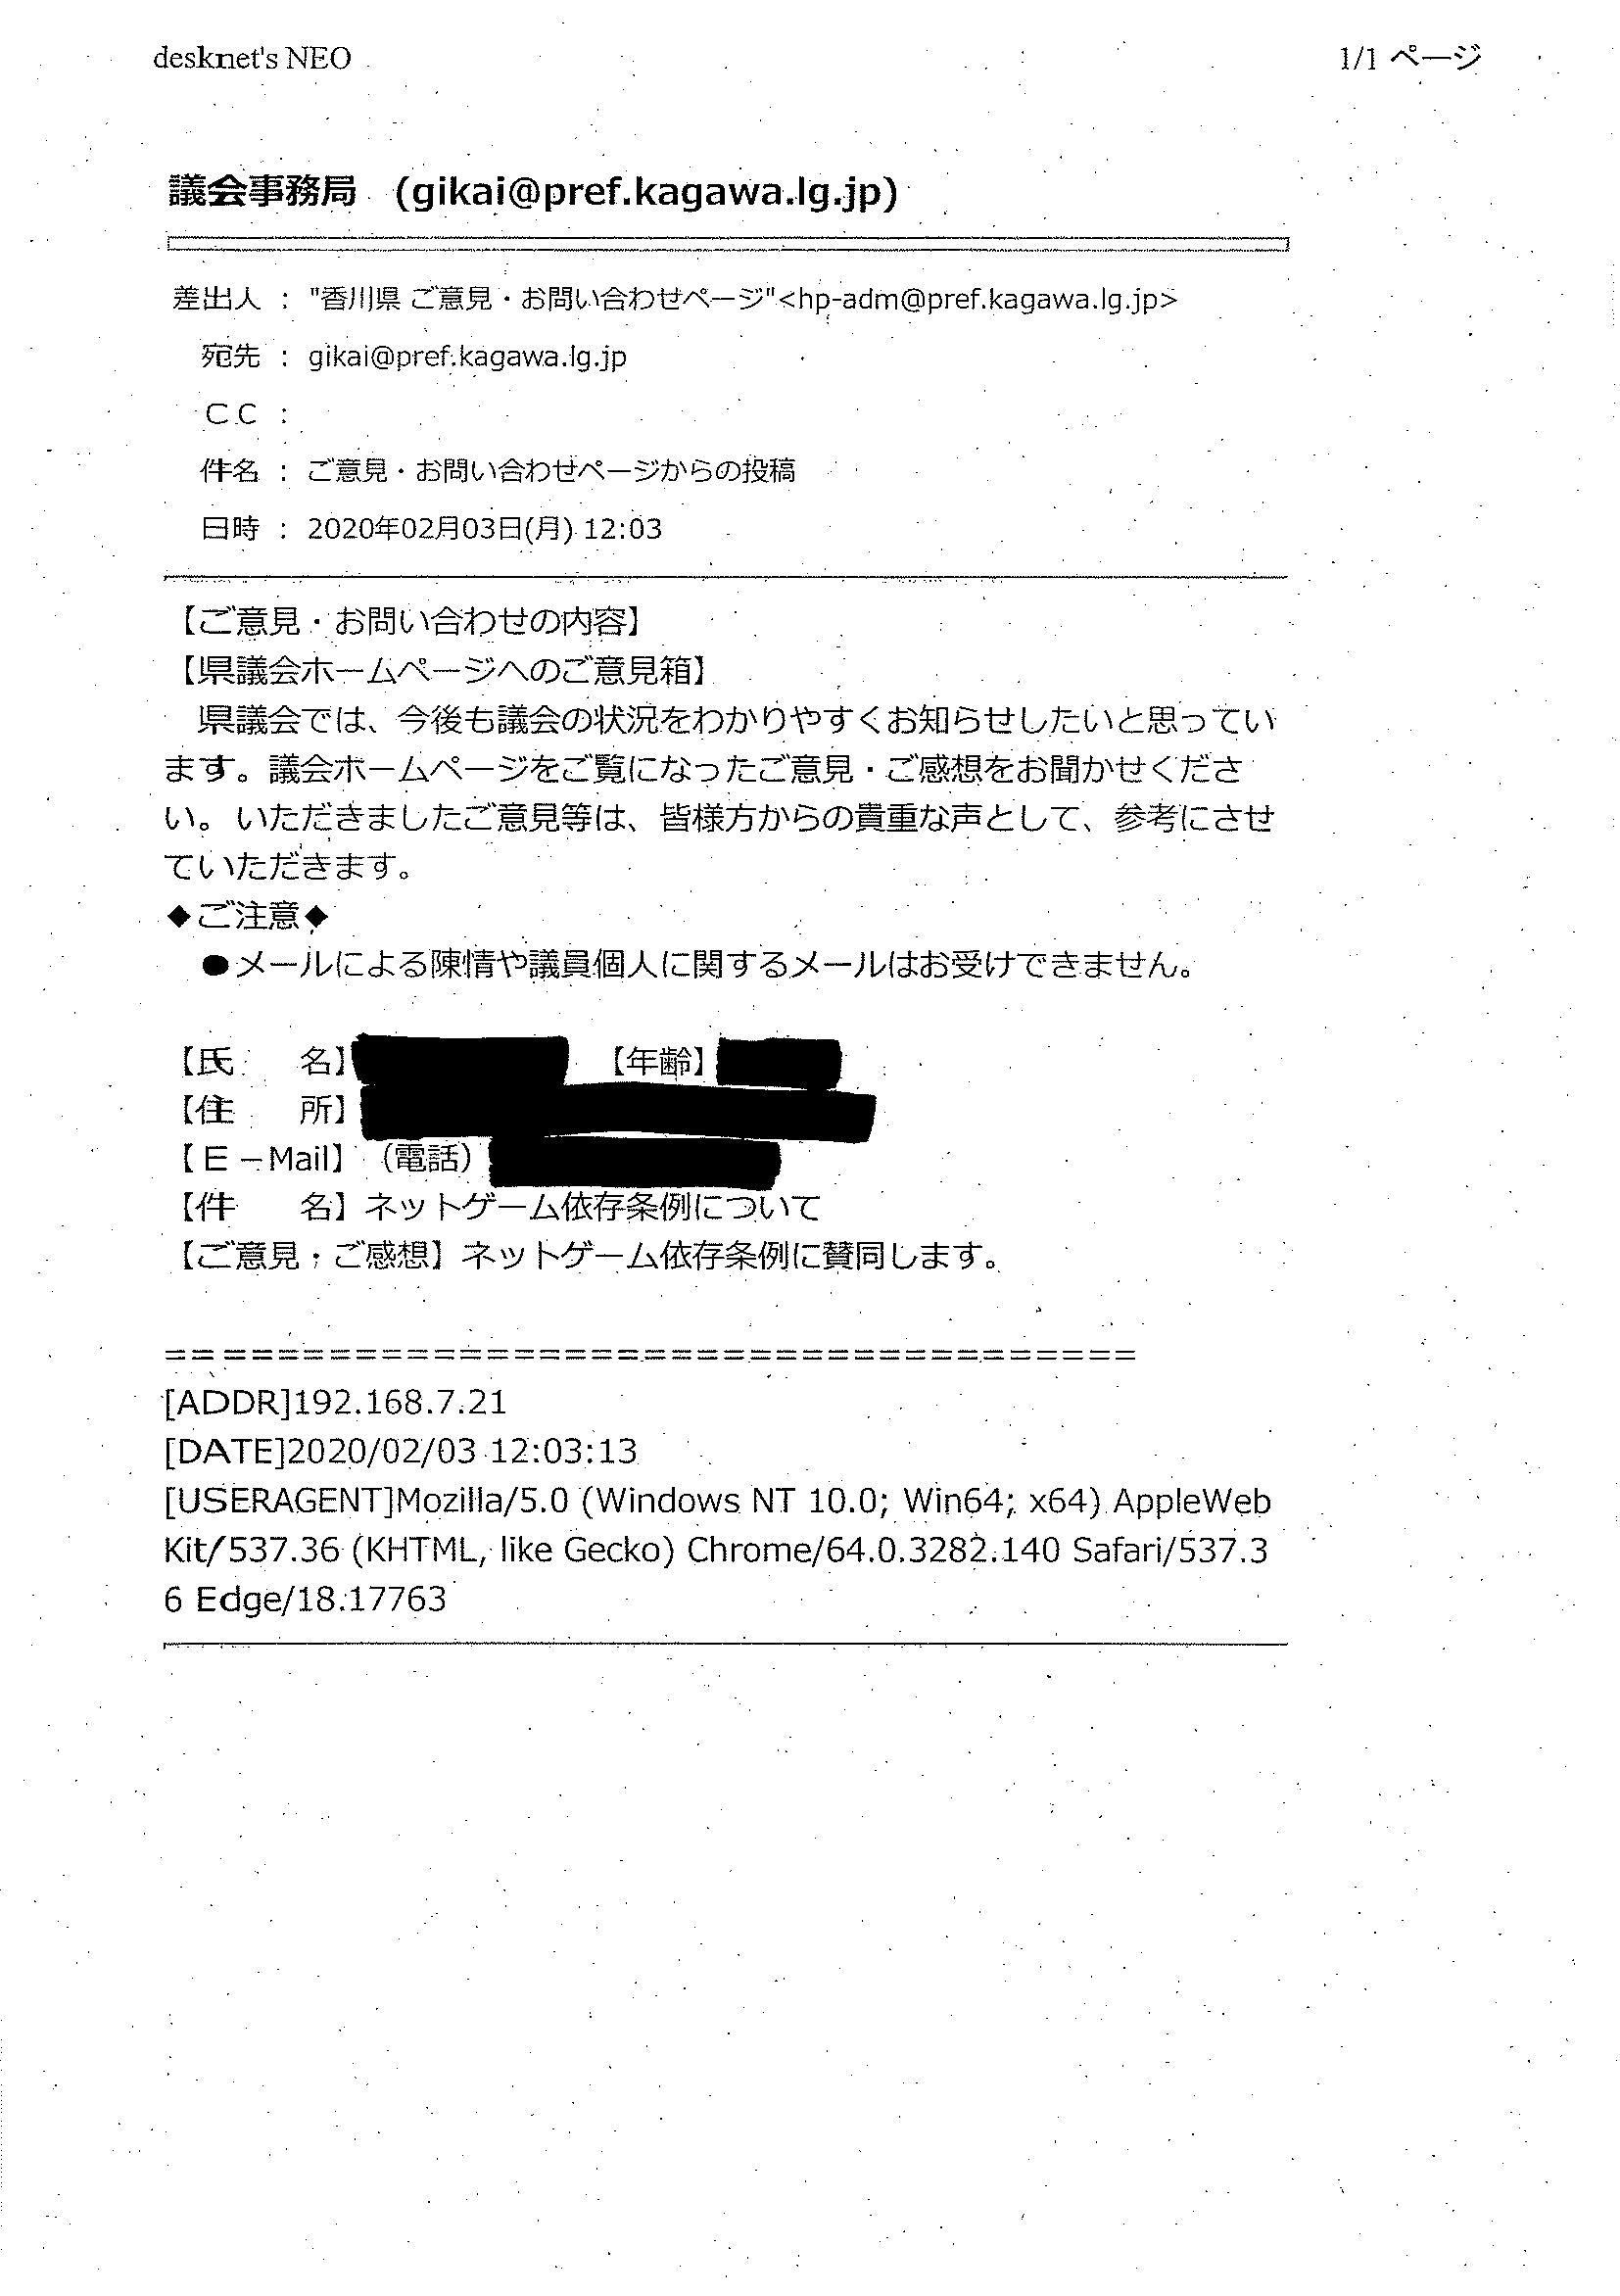 desknet's NEO 1/1 ページ
議会事務局 (gikai@pref.kagawa.lg.jp)
差出人 : "香川県 ご意見・お問い合わせページ"<hp-adm@pref.kagawa.lg.jp>
宛先 : gikai@pref.kagawa.lg.jp
CC :
件名 : ご意見・お問い合わせページからの投稿
日時 : 2020年02月03日(月) 12:03
【ご意見・お問い合わせの内容】
【県議会ホームページへのご意見箱】
　県議会では、今後も議会の状況をわかりやすくお知らせしたいと思ってい
ます。議会ホームページをご覧になったご意見・ご感想をお聞かせくださ
い。いただきましたご意見等は、皆様方からの貴重な声として、参考にさせ
ていただきます。
◆ご注意◆
　●メールによる陳情や議員個人に関するメールはお受けできません。
【氏　　名】 【年齢】
【住　　所】
【Ｅ－Mail】（電話）
【件　　名】ネットゲーム依存条例について
【ご意見・ご感想】ネットゲーム依存条例に賛同します。
=====================================
[ADDR]192.168.7.21
[DATE]2020/02/03 12:03:13
[USERAGENT]Mozilla/5.0 (Windows NT 10.0; Win64; x64) AppleWeb
Kit/537.36 (KHTML, like Gecko) Chrome/64.0.3282.140 Safari/537.3
6 Edge/18.17763